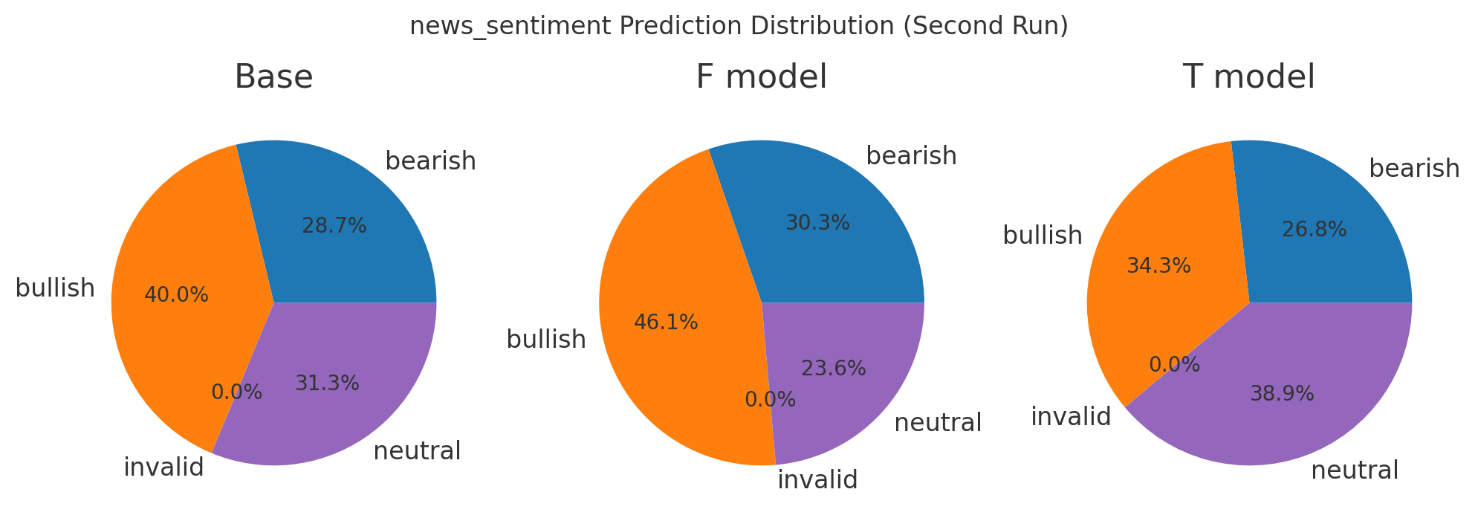 news_sentiment Prediction Distribution (Second Run)
Base
bearish
28.7%
bullish
40.0%
invalid
0.0%
neutral
31.3%
F model
bearish
30.3%
bullish
46.1%
invalid
0.0%
neutral
23.6%
T model
bearish
26.8%
bullish
34.3%
invalid
0.0%
neutral
38.9%